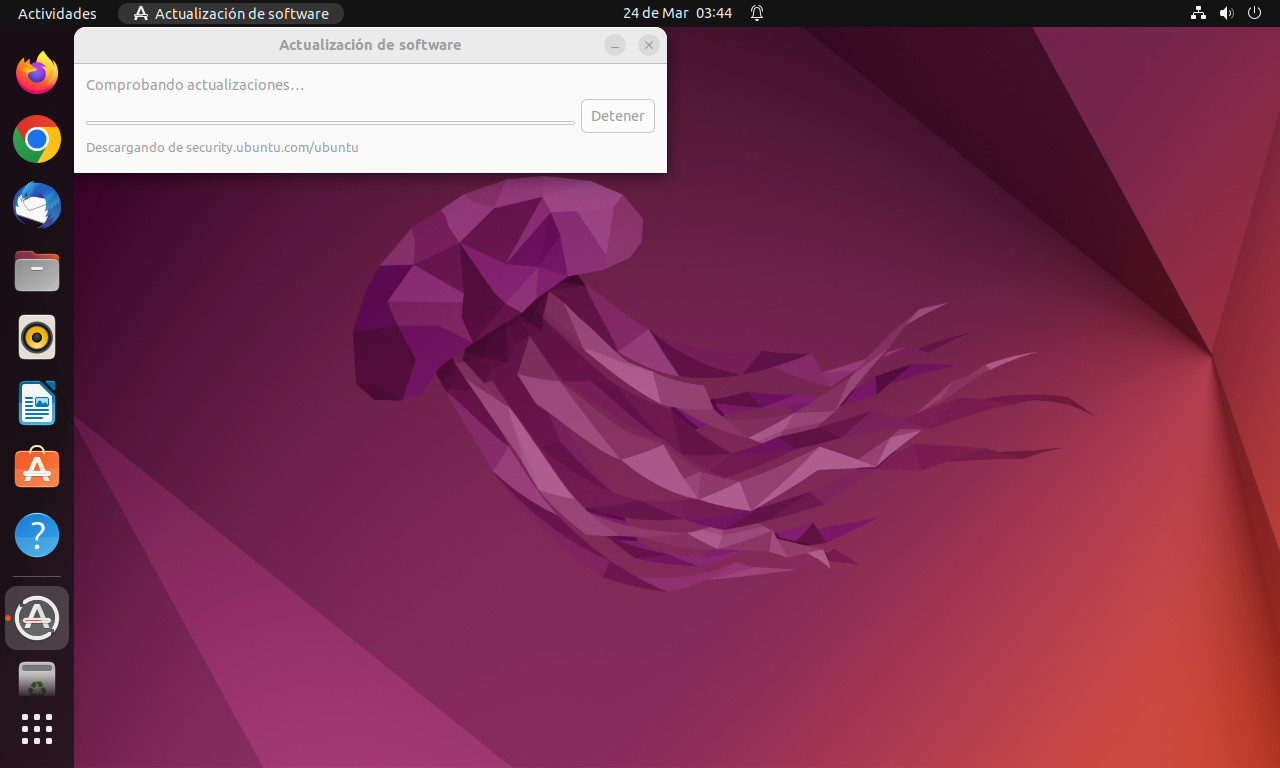 Actividades
Actualización de software
24 de Mar 03:44
Actualización de software
Comprobando actualizaciones…
Detener
Descargando de security.ubuntu.com/ubuntu